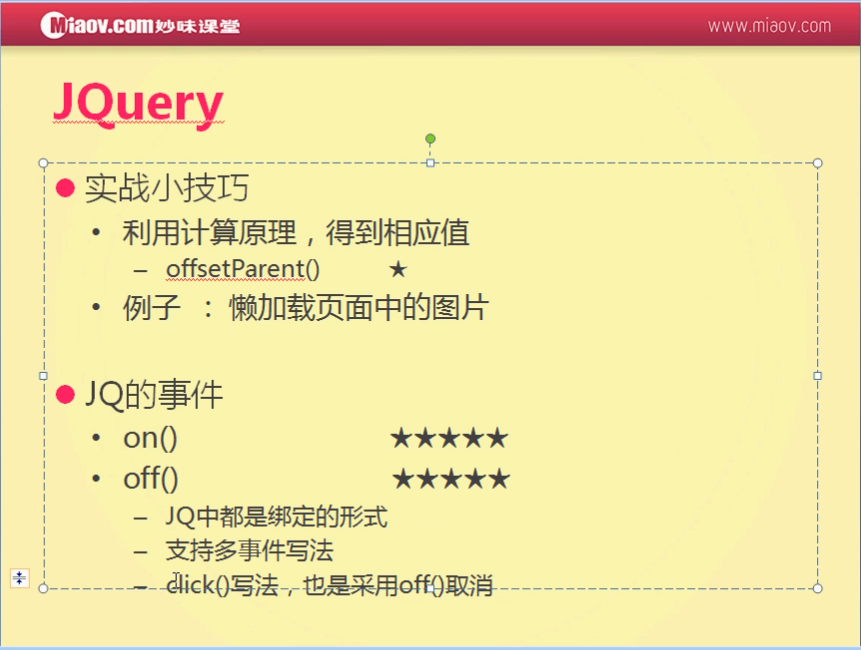 Miaov.com妙味课堂
www.miaov.com
JQuery
实战小技巧
• 利用计算原理，得到相应值
– offsetParent() ★
• 例子 ：懒加载页面中的图片
JQ的事件
• on() ★★★★★
• off() ★★★★★
– JQ中都是绑定的形式
– 支持多事件写法
– click()写法，也是采用off()取消